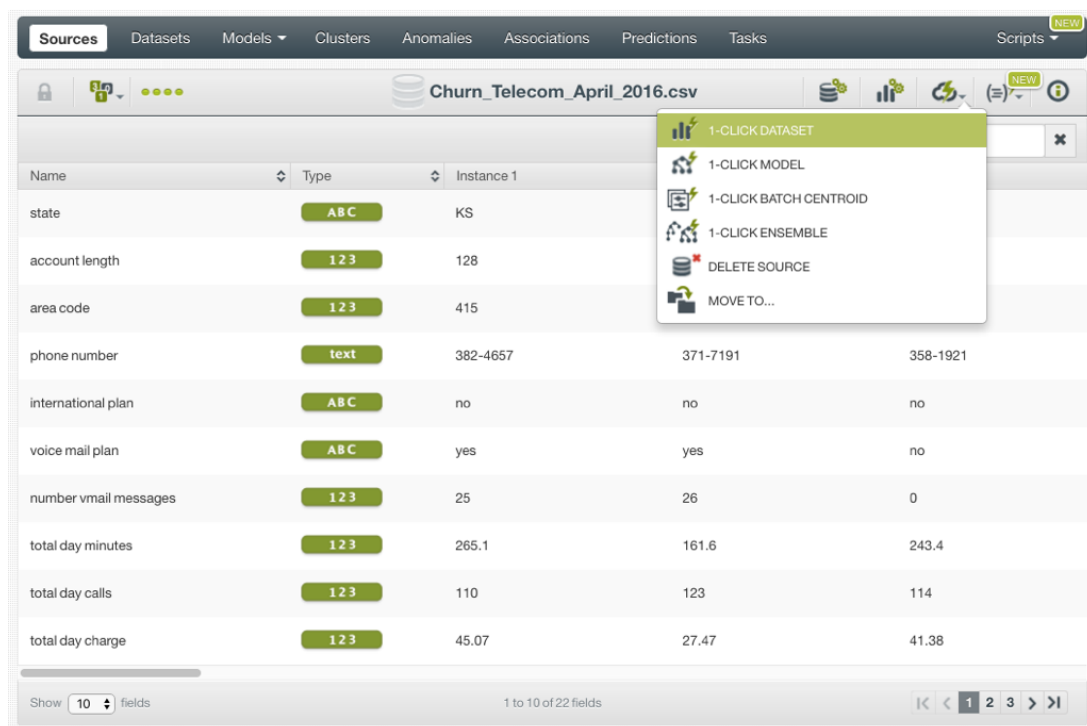 NEW
Sources Datasets Models Clusters Anomalies Associations Predictions Tasks Scripts
Churn_Telecom_April_2016.csv (=) NEW
1-CLICK DATASET
1-CLICK MODEL
1-CLICK BATCH CENTROID
1-CLICK ENSEMBLE
DELETE SOURCE
MOVE TO...
Name Type Instance 1
state ABC KS
account length 123 128
area code 123 415
phone number text 382-4657 371-7191 358-1921
international plan ABC no no no
voice mail plan ABC yes yes no
number vmail messages 123 25 26 0
total day minutes 123 265.1 161.6 243.4
total day calls 123 110 123 114
total day charge 123 45.07 27.47 41.38
Show 10 fields 1 to 10 of 22 fields 1 2 3